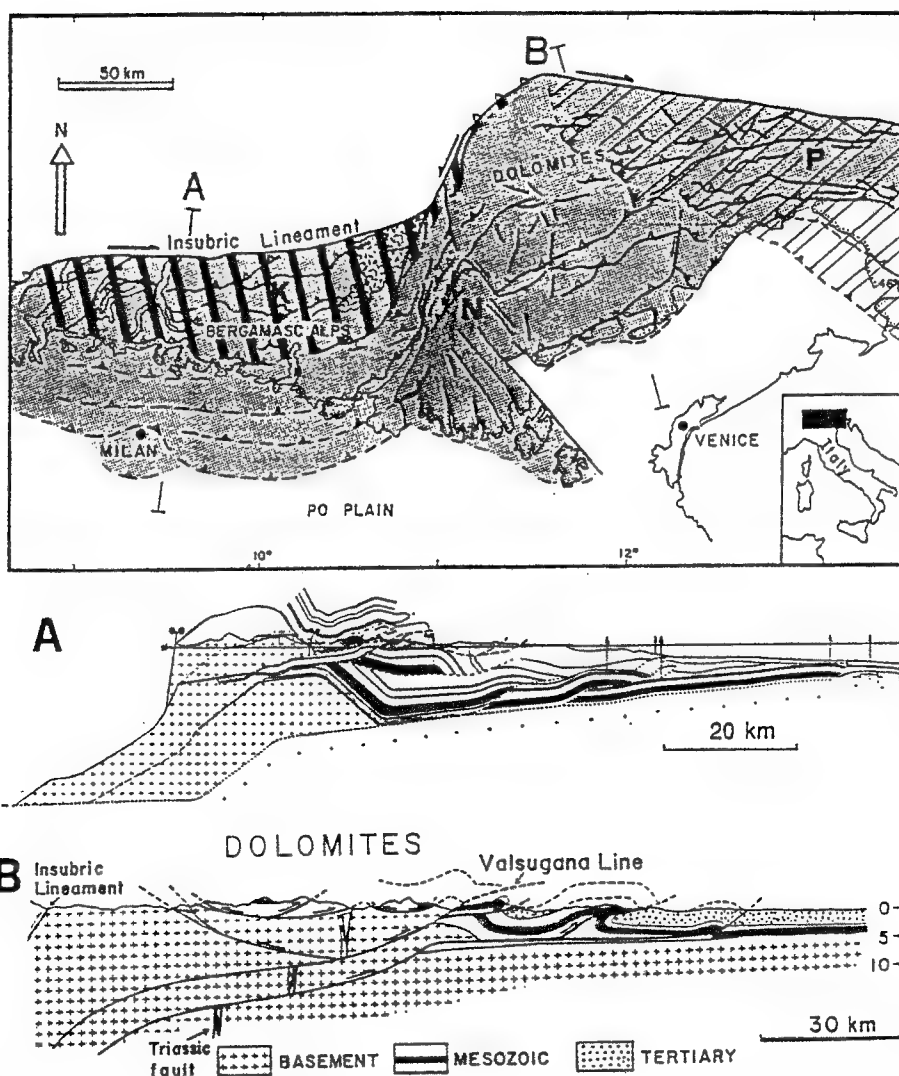 50 km
B
N
A
DOLOMITES
P
Insubric Lineament
K
BERGAMASC ALPS
N
46°
MILAN
VENICE
Italy
PO PLAIN
10°
12°
A
20 km
DOLOMITES
B
Insubric
Lineament
Valsugana Line
0
5
10
Triassic
fault
BASEMENT
MESOZOIC
TERTIARY
30 km